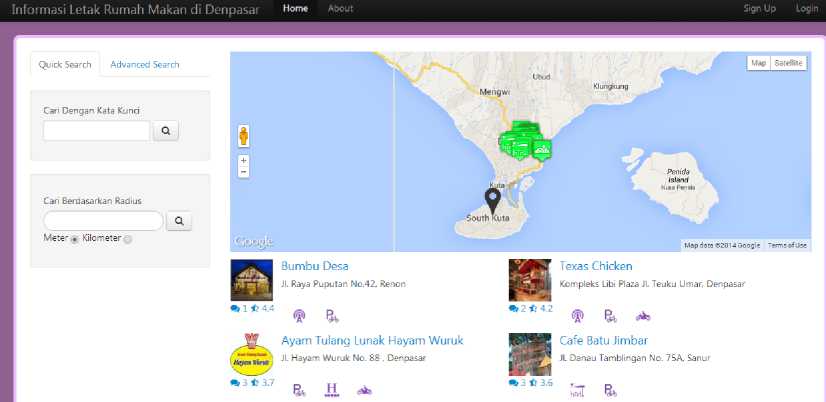 Informasi Letak Rumah Makan di Denpasar Home About Sign Up Login
Quick Search Advanced Search
Cari Dengan Kata Kunci
Cari Berdasarkan Radius
Meter Kilometer
Map Satellite
Ubud
Klungkung
Mengwi
Kuta
South Kuta
Penida
Island
Nusa Penida
+
-
Google
Map data ©2014 Google Terms of Use
Bumbu Desa
Jl. Raya Puputan No.42, Renon
1 4.4
Texas Chicken
Kompleks Libi Plaza Jl. Teuku Umar, Denpasar
2 4.2
Ayam Tulang Lunak Hayam Wuruk
Jl. Hayam Wuruk No. 88 , Denpasar
Hayam Wuruk
3 3.7
Cafe Batu Jimbar
Jl. Danau Tamblingan No. 75A, Sanur
3 3.6